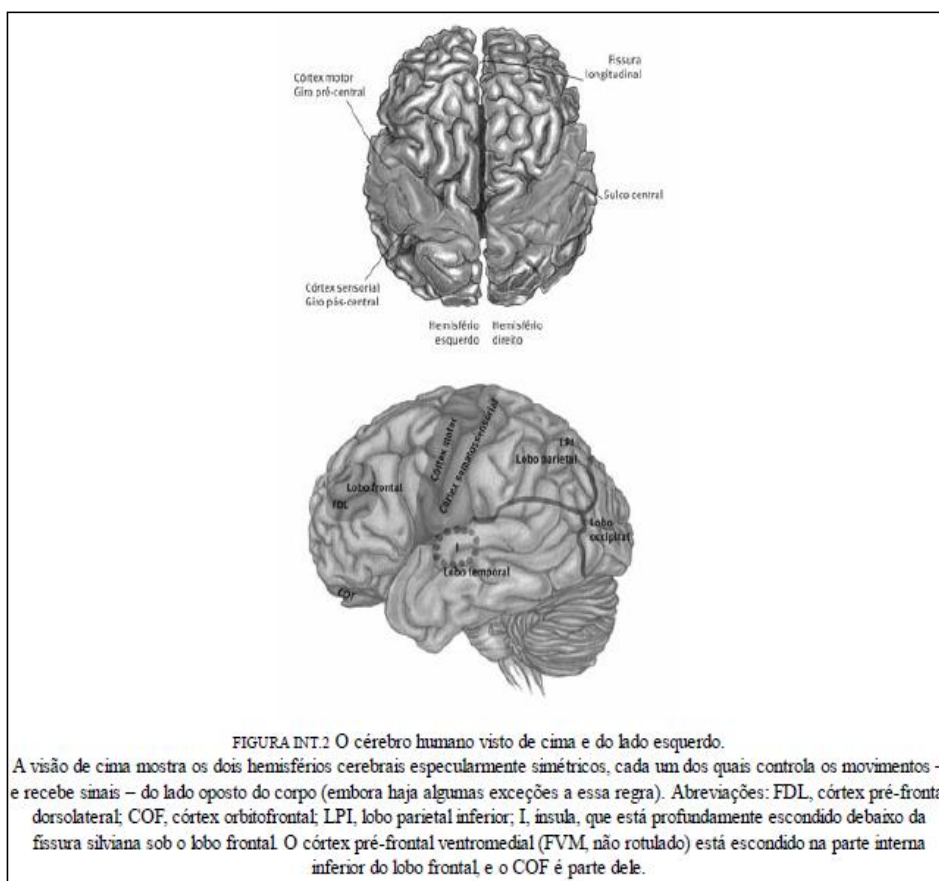 Fissura
longitudinal
Córtex motor
Giro pré-central
Sulco central
Córtex sensorial
Giro pós-central
Hemisfério
esquerdo
Hemisfério
direito
Córtex motor
Córtex somatossensorial
LPI
Lobo parietal
Lobo frontal
FDL
Lobo
occipital
I
Lobo temporal
COF
FIGURA INT.2 O cérebro humano visto de cima e do lado esquerdo.
A visão de cima mostra os dois hemisférios cerebrais especularmente simétricos, cada um dos quais controla os movimentos –
e recebe sinais – do lado oposto do corpo (embora haja algumas exceções a essa regra). Abreviações: FDL, córtex pré-fronta
dorsolateral; COF, córtex orbitofrontal; LPI, lobo parietal inferior; I, ínsula, que está profundamente escondido debaixo da
fissura silviana sob o lobo frontal. O córtex pré-frontal ventromedial (FVM, não rotulado) está escondido na parte interna
inferior do lobo frontal, e o COF é parte dele.